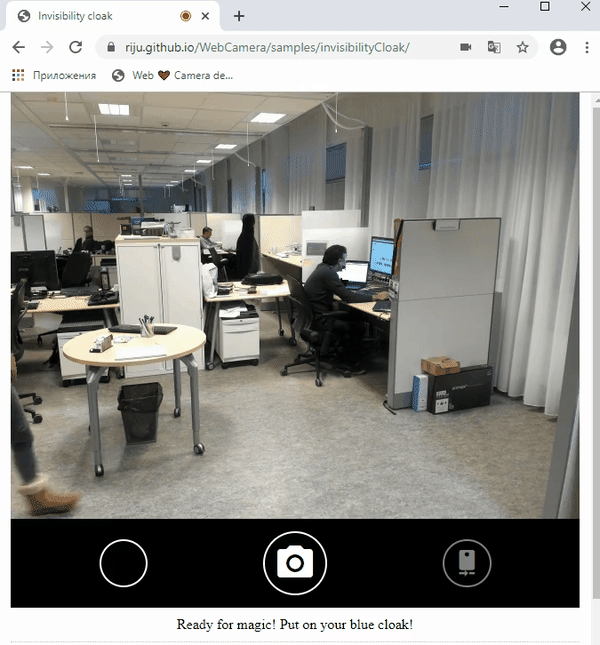 Invisibility cloak
riju.github.io/WebCamera/samples/invisibilityCloak/
Приложения
Web 🤎 Camera de...
Ready for magic! Put on your blue cloak!